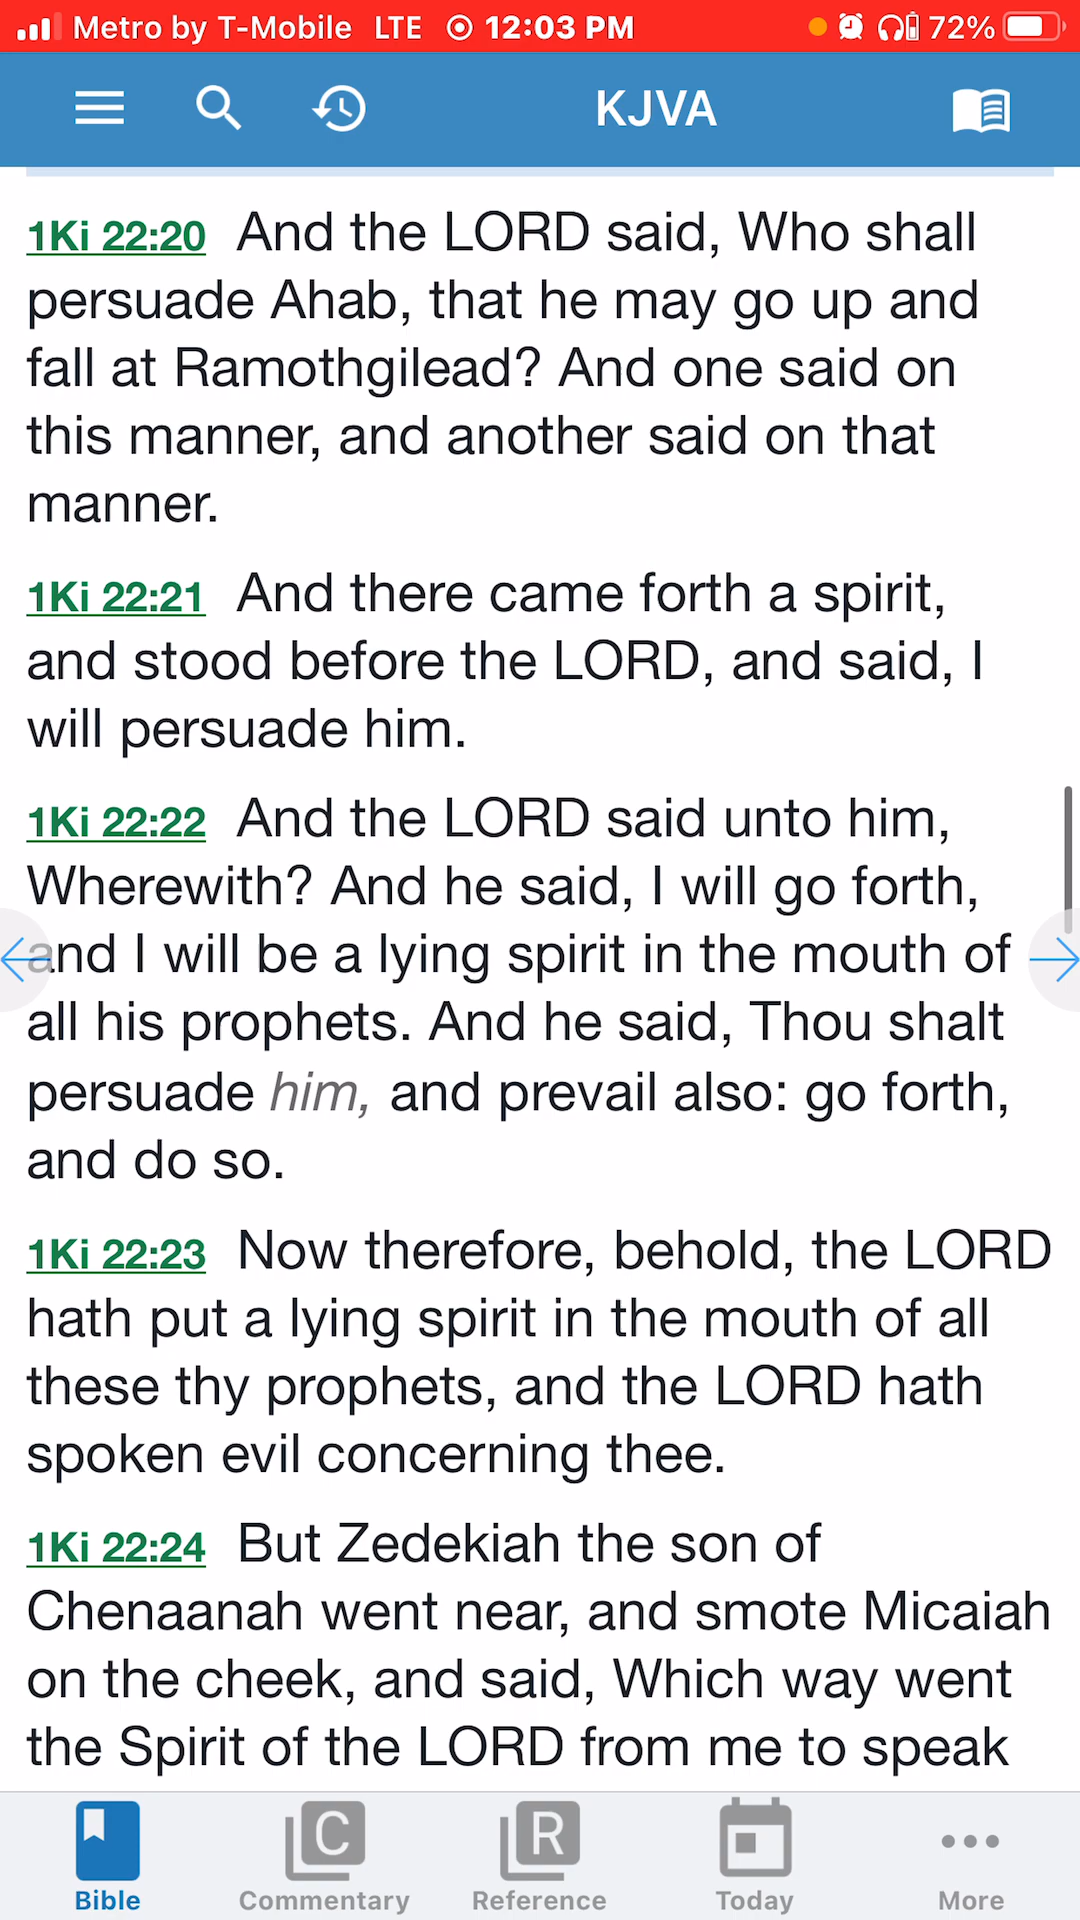 Metro by T-Mobile LTE 12:03 PM 72%
KJVA
1Ki 22:20 And the LORD said, Who shall
persuade Ahab, that he may go up and
fall at Ramothgilead? And one said on
this manner, and another said on that
manner.
1Ki 22:21 And there came forth a spirit,
and stood before the LORD, and said, I
will persuade him.
1Ki 22:22 And the LORD said unto him,
Wherewith? And he said, I will go forth,
and I will be a lying spirit in the mouth of
all his prophets. And he said, Thou shalt
persuade him, and prevail also: go forth,
and do so.
1Ki 22:23 Now therefore, behold, the LORD
hath put a lying spirit in the mouth of all
these thy prophets, and the LORD hath
spoken evil concerning thee.
1Ki 22:24 But Zedekiah the son of
Chenaanah went near, and smote Micaiah
on the cheek, and said, Which way went
the Spirit of the LORD from me to speak
C R
Bible Commentary Reference Today More